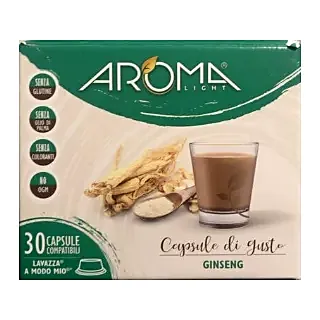 AROMA®
LIGHT
SENZA
GLUTINE
SENZA
OLIO DI
PALMA
SENZA
COLORANTI
NO
OGM
30 CAPSULE
COMPATIBILI
LAVAZZA®
A MODO MIO®
Capsule di gusto
GINSENG